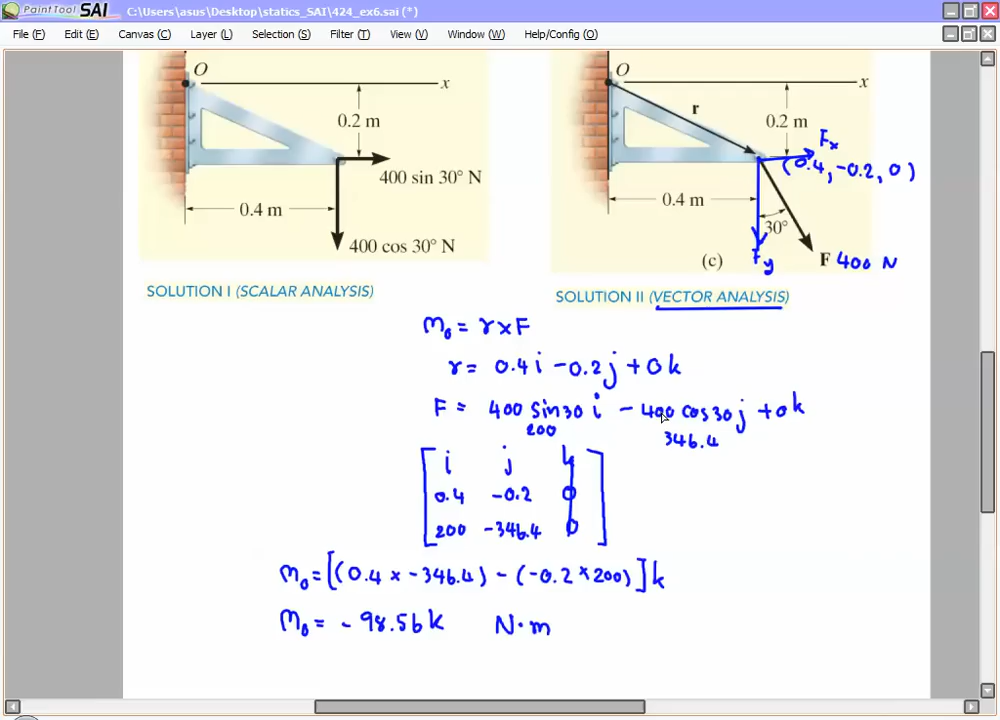 PaintTool SAI C:\Users\asus\Desktop\statics_SAI\424_ex6.sai (*)
File (F) Edit (E) Canvas (C) Layer (L) Selection (S) Filter (T) View (V) Window (W) Help/Config (O)
O
x
0.2 m
400 sin 30° N
0.4 m
400 cos 30° N
SOLUTION I (SCALAR ANALYSIS)
O
x
r
0.2 m
Fx
(0.4, -0.2, 0)
0.4 m
30°
Fy
(c)
F 400 N
SOLUTION II (VECTOR ANALYSIS)
Mo = r x F
r = 0.4i - 0.2j + 0k
F = 400 sin30 i - 400 cos30 j + 0k
200 346.4
i j k
0.4 -0.2 0
200 -346.4 0
Mo = [(0.4 x -346.4) - (-0.2 x 200)] k
Mo = - 98.56 k N·m